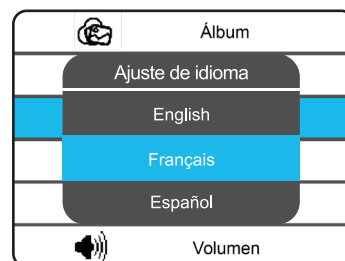 Álbum
Ajuste de idioma
English
Français
Español
Volumen